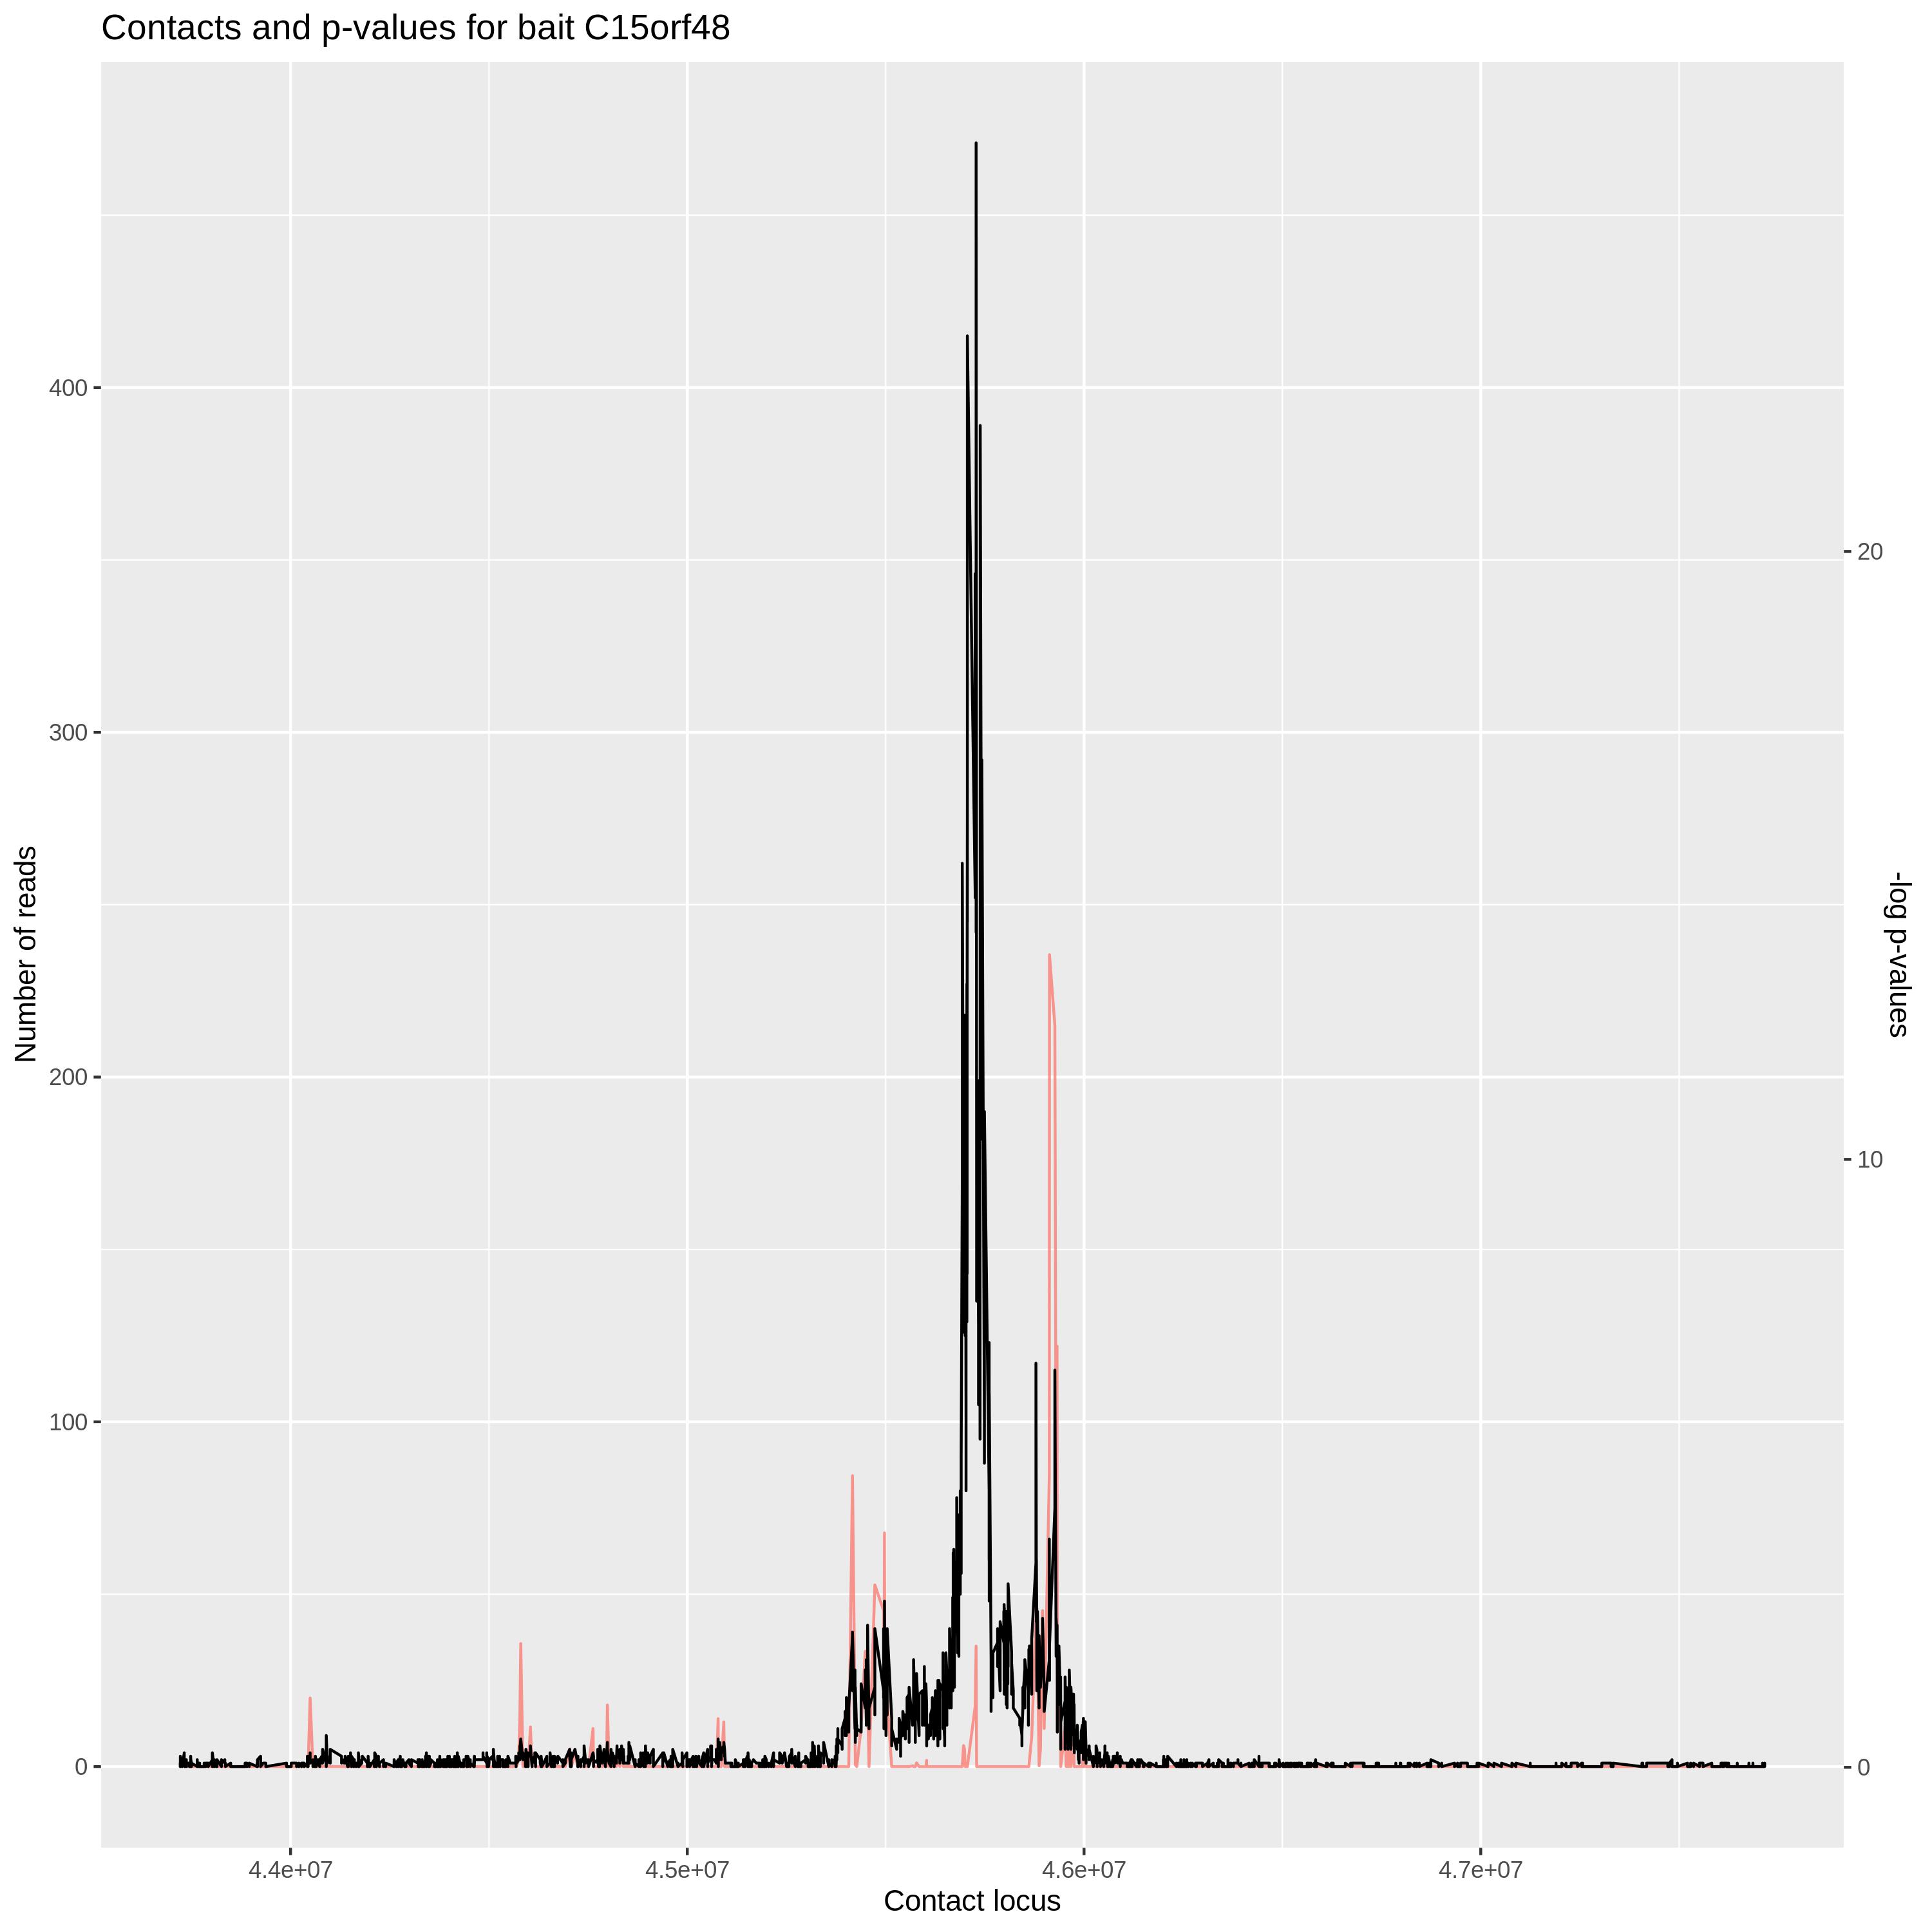 Contacts and p-values for bait C15orf48
Number of reads
400
300
200
100
0
20
10
0
-log p-values
4.4e+07 4.5e+07 4.6e+07 4.7e+07
Contact locus